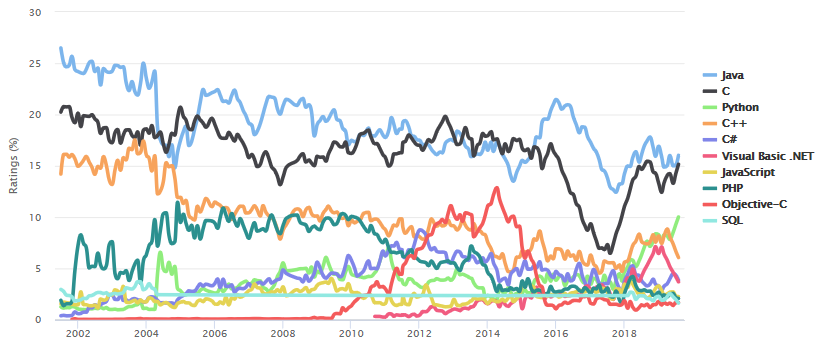 30
25
20
15
10
5
0
Ratings (%)
2002 2004 2006 2008 2010 2012 2014 2016 2018
Java
C
Python
C++
C#
Visual Basic .NET
JavaScript
PHP
Objective-C
SQL